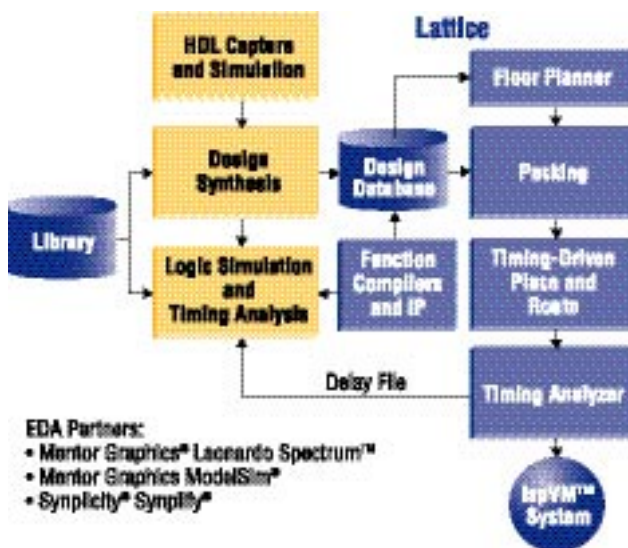 Lattice
HDL Capture
and Simulation
Floor Planner
Design
Synthesis
Design
Database
Packing
Library
Logic Simulation
and
Timing Analysis
Function
Compilers
and IP
Timing-Driven
Place and
Route
Delay File
Timing Analyzer
EDA Partners:
• Mentor Graphics® Leonardo Spectrum™
• Mentor Graphics ModelSim®
• Synplicity® Synplify®
ispVM™
System